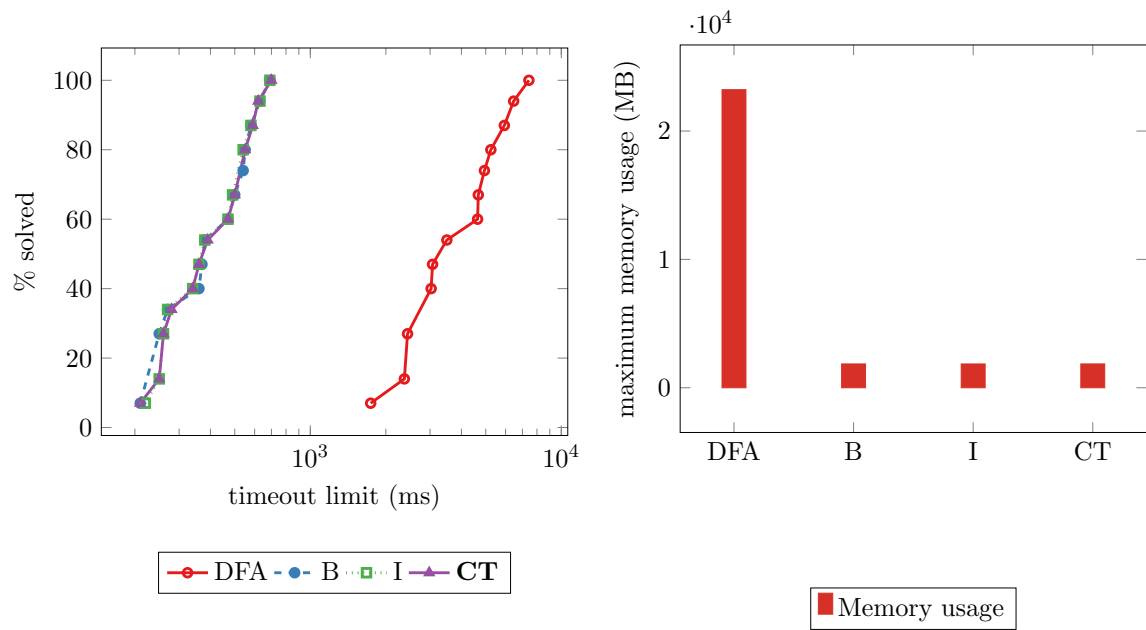 100
80
60
40
20
0
% solved
10^3
10^4
timeout limit (ms)
DFA B I CT
·10^4
2
1
0
maximum memory usage (MB)
DFA B I CT
Memory usage